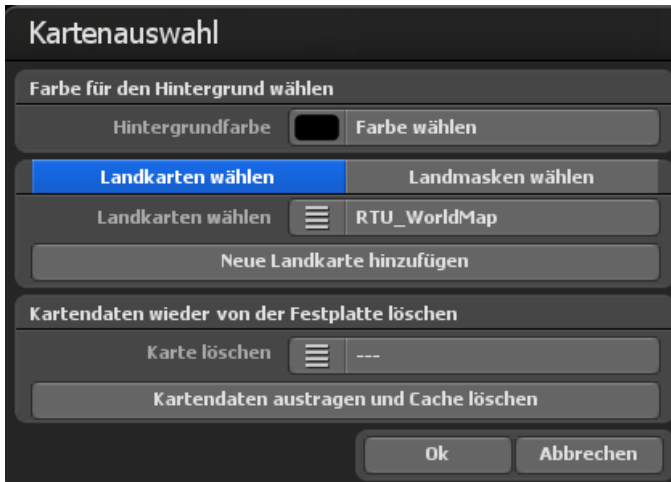 Kartenauswahl
Farbe für den Hintergrund wählen
Hintergrundfarbe Farbe wählen
Landkarten wählen Landmasken wählen
Landkarten wählen RTU_WorldMap
Neue Landkarte hinzufügen
Kartendaten wieder von der Festplatte löschen
Karte löschen ---
Kartendaten austragen und Cache löschen
Ok Abbrechen